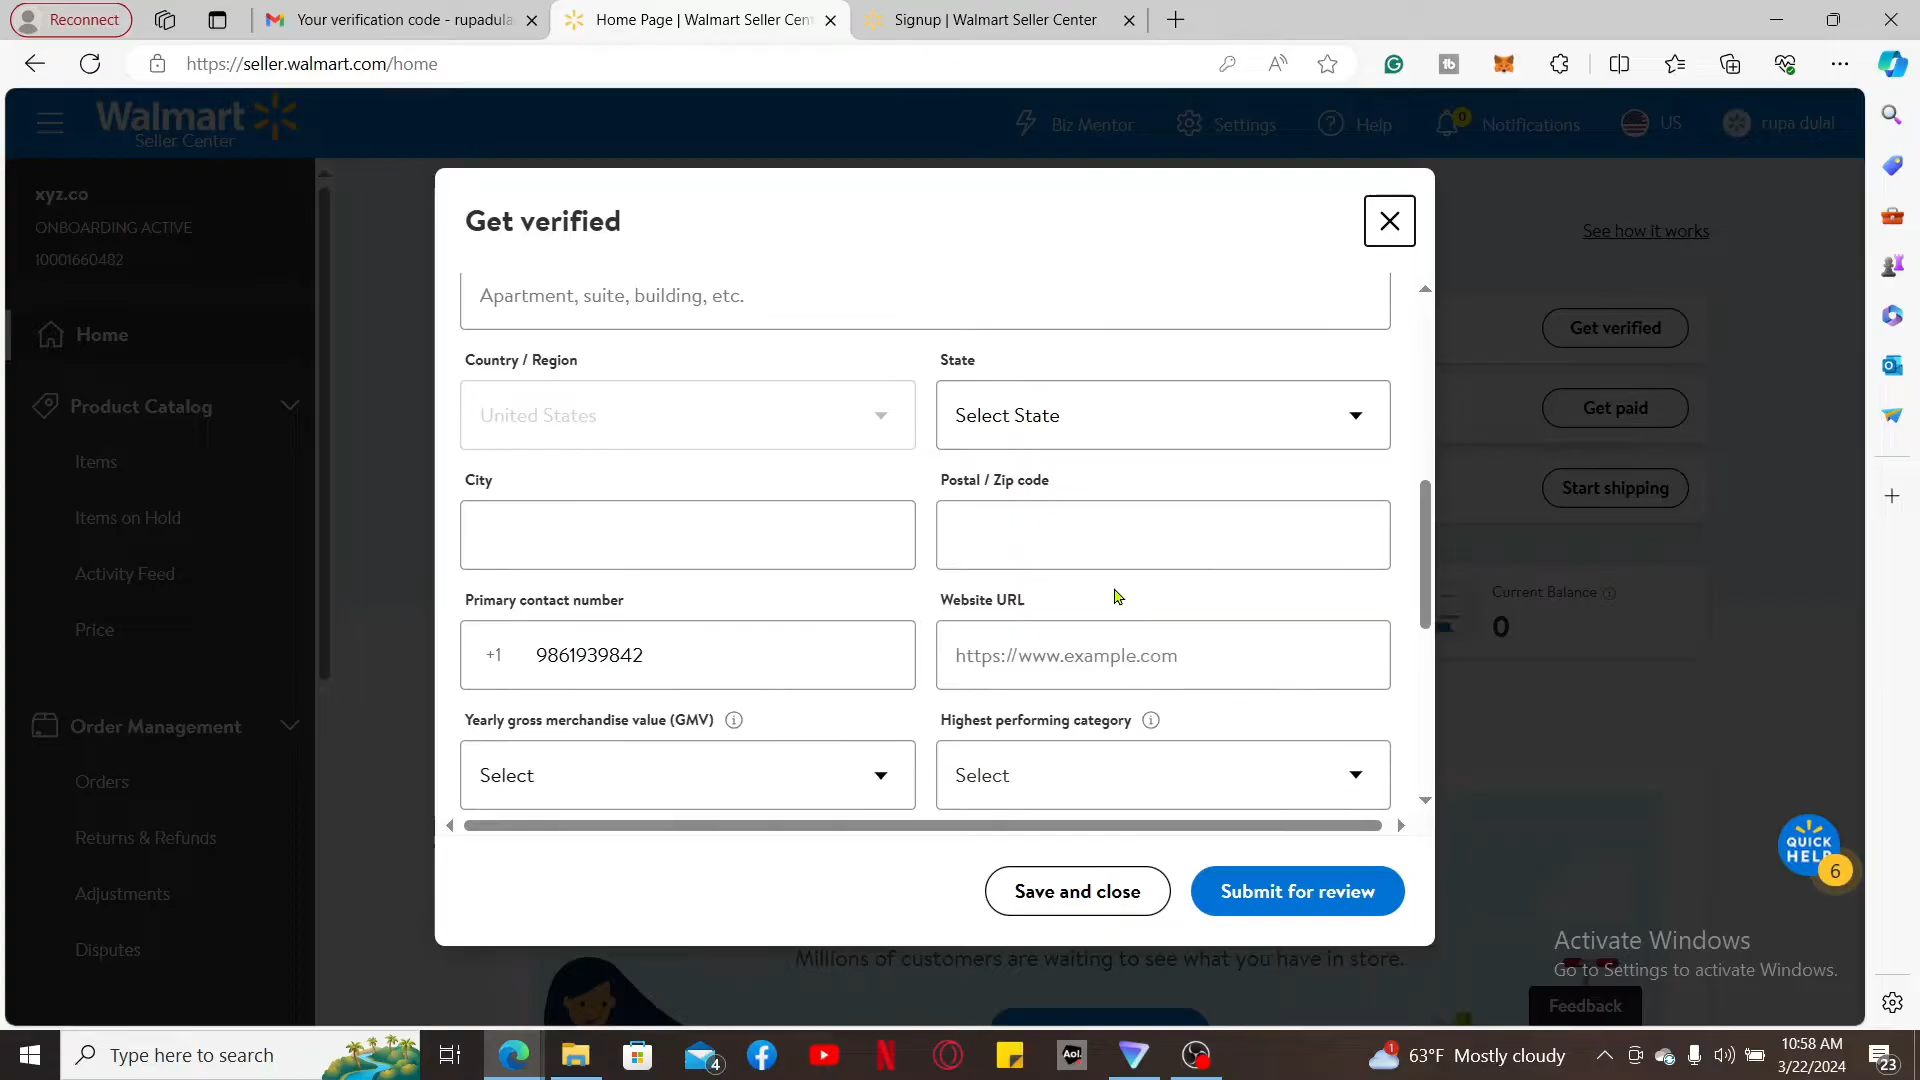 Reconnect
Your verification code - rupadula
Home Page | Walmart Seller Cen
Signup | Walmart Seller Center
https://seller.walmart.com/home
Walmart
Seller Center
Biz Mentor
Settings
Help
0
Notifications
US
rupa dulal
xyz.co
ONBOARDING ACTIVE
10001660482
Home
Product Catalog
Items
Items on Hold
Activity Feed
Price
Order Management
Orders
Returns & Refunds
Adjustments
Disputes
See how it works
Get verified
Get paid
Start shipping
Current Balance
0
Get verified
Apartment, suite, building, etc.
Country / Region
State
United States
Select State
City
Postal / Zip code
Primary contact number
Website URL
+1 9861939842
https://www.example.com
Yearly gross merchandise value (GMV)
Highest performing category
Select
Select
Save and close
Submit for review
Millions of customers are waiting to see what you have in store.
QUICK
HELP
6
Activate Windows
Go to Settings to activate Windows.
Feedback
Type here to search
4
Aol.
1
63°F Mostly cloudy
10:58 AM
3/22/2024
23